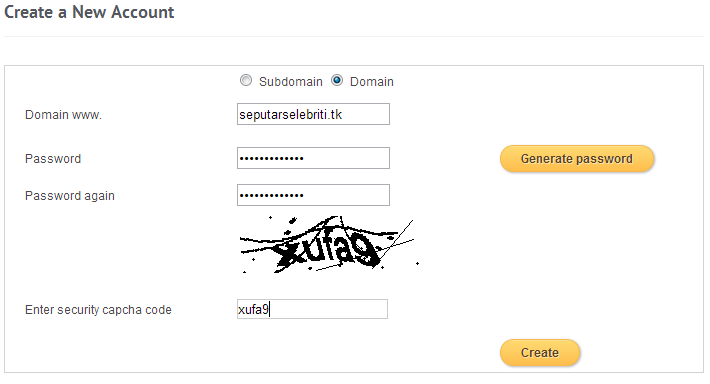 Create a New Account
Subdomain Domain
Domain www. seputarselebriti.tk
Password ••••••••••••• Generate password
Password again •••••••••••••
xufa9
Enter security capcha code xufa9
Create